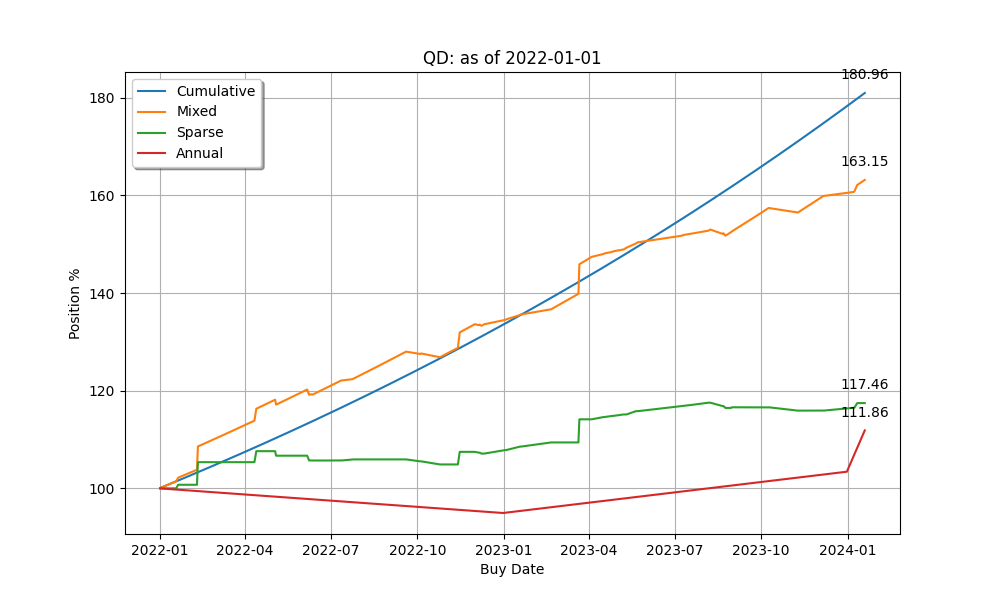 QD: as of 2022-01-01
180.96
180
Cumulative
Mixed
Sparse
Annual
163.15
160
140
120
117.46
111.86
100
Position %
2022-01 2022-04 2022-07 2022-10 2023-01 2023-04 2023-07 2023-10 2024-01
Buy Date